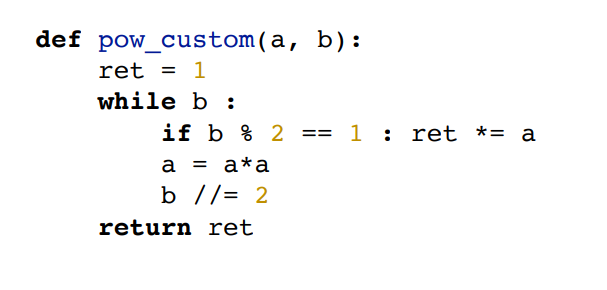 def pow_custom(a, b):
    ret = 1
    while b :
        if b % 2 == 1 : ret *= a
        a = a*a
        b //= 2
    return ret